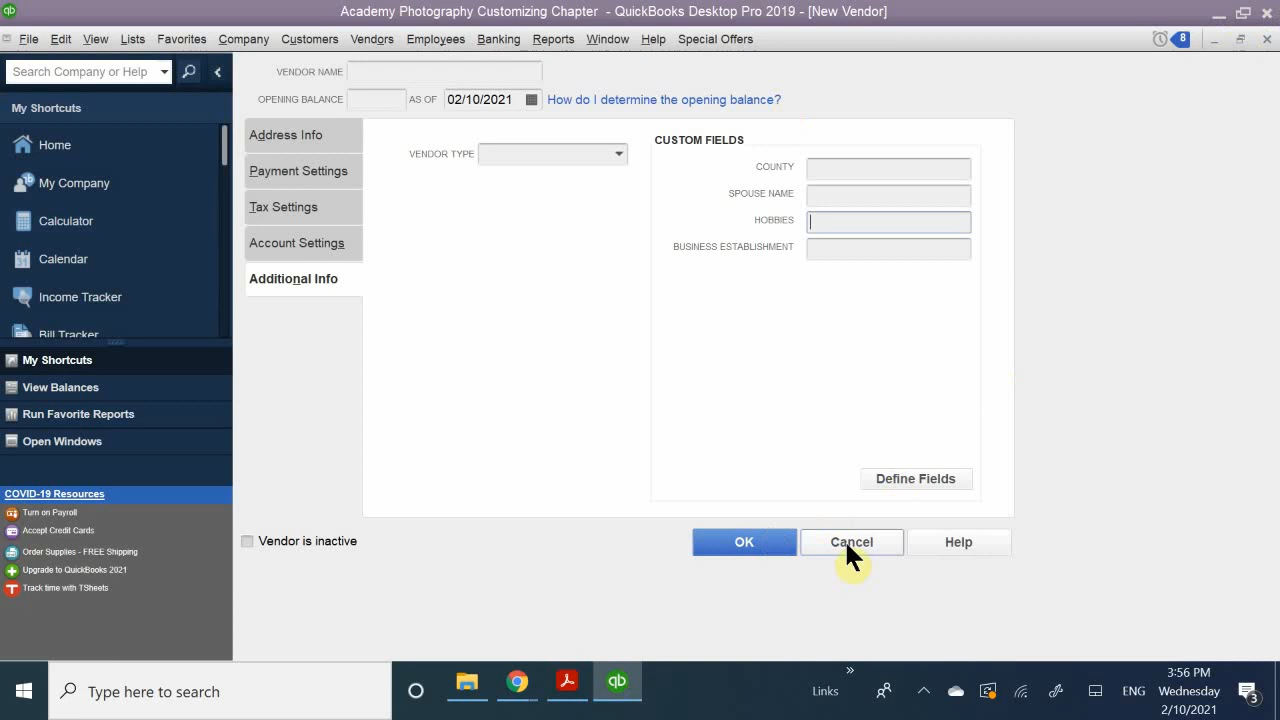 Academy Photography Customizing Chapter - QuickBooks Desktop Pro 2019 - [New Vendor]
File Edit View Lists Favorites Company Customers Vendors Employees Banking Reports Window Help Special Offers
8
Search Company or Help
My Shortcuts
Home
My Company
Calculator
Calendar
Income Tracker
Bill Tracker
My Shortcuts
View Balances
Run Favorite Reports
Open Windows
COVID-19 Resources
Turn on Payroll
Accept Credit Cards
Order Supplies - FREE Shipping
Upgrade to QuickBooks 2021
Track time with TSheets
VENDOR NAME
OPENING BALANCE AS OF 02/10/2021 How do I determine the opening balance?
Address Info
Payment Settings
Tax Settings
Account Settings
Additional Info
VENDOR TYPE
CUSTOM FIELDS
COUNTY
SPOUSE NAME
HOBBIES
BUSINESS ESTABLISHMENT
Define Fields
Vendor is inactive
OK Cancel Help
Type here to search
qb
Links
ENG
3:56 PM
Wednesday
2/10/2021
3